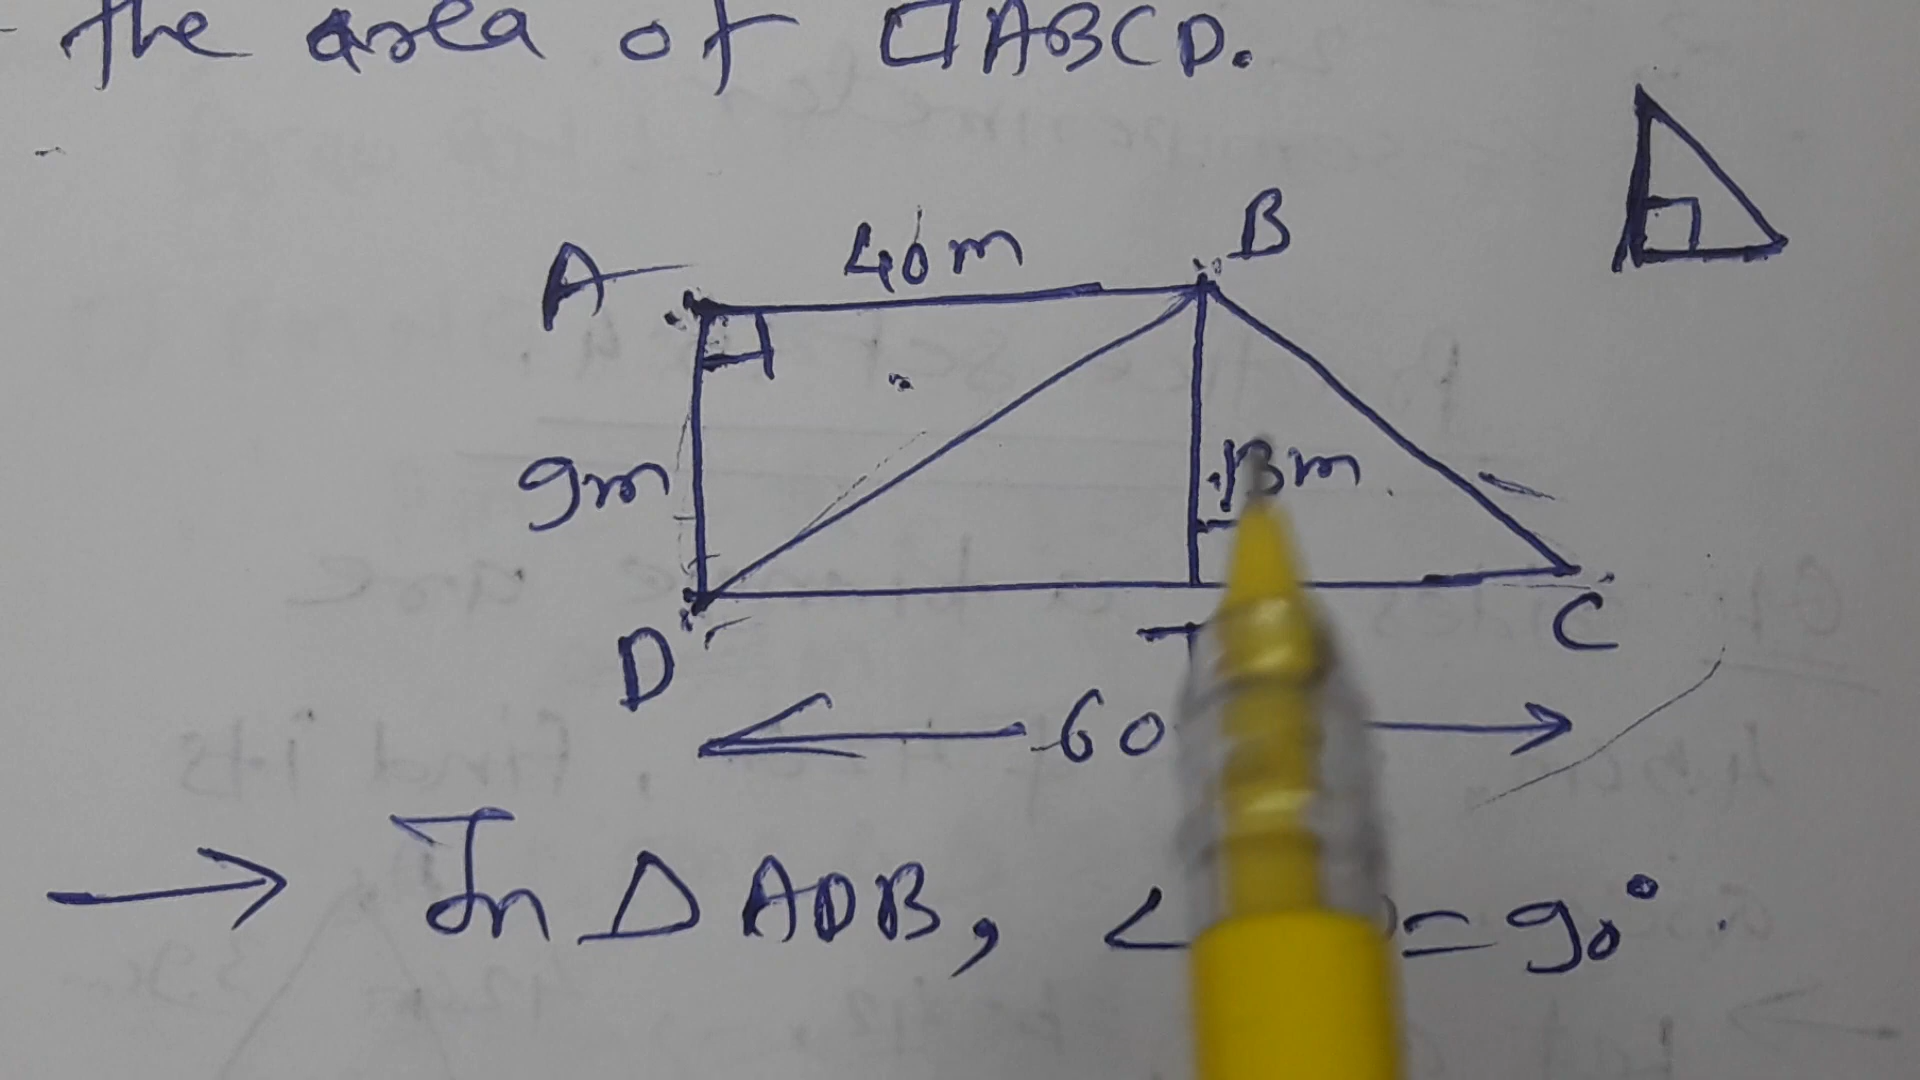 the area of □ABCD.
A 40m B
9m 13m
D T C
60
→ In △ ADB, ∠ = 90°.